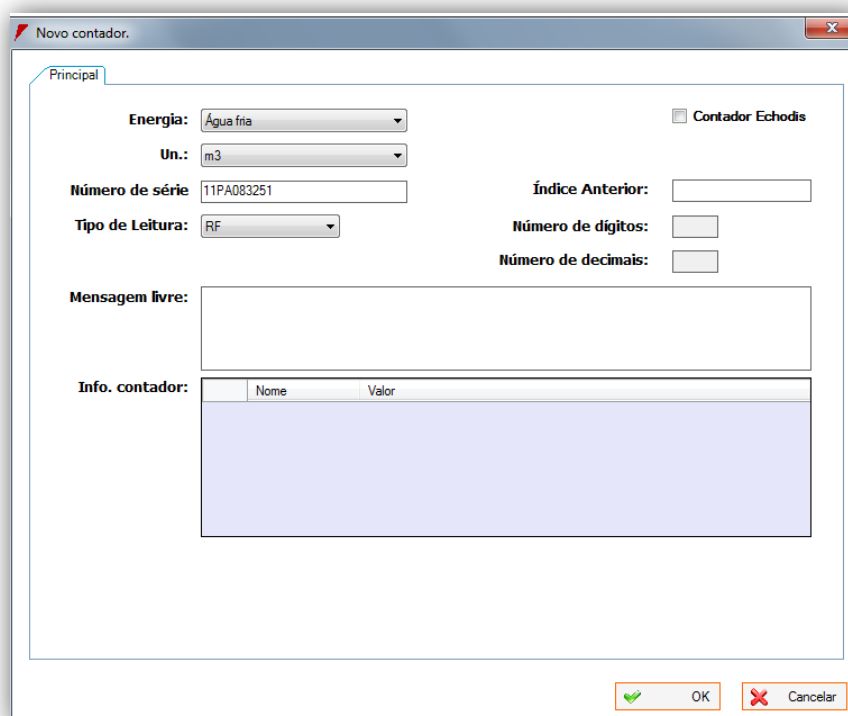 Novo contador.
Principal
Energia: Água fria
Contador Echodis
Un.: m3
Número de série 11PA083251
Índice Anterior:
Tipo de Leitura: RF
Número de dígitos:
Número de decimais:
Mensagem livre:
Info. contador:
Nome Valor
OK Cancelar